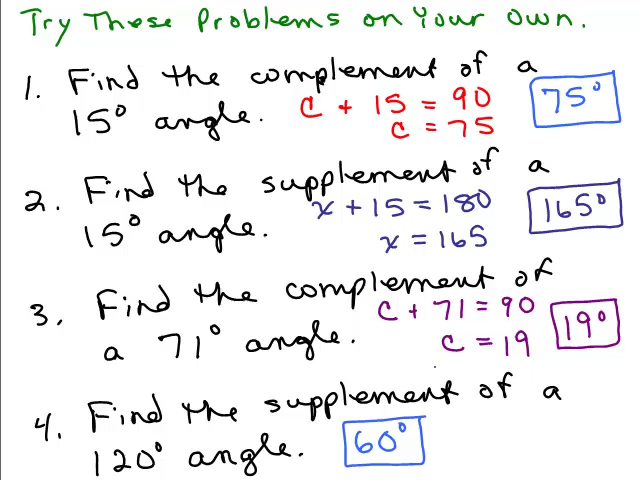 Try These Problems on Your Own.
1. Find the complement of a
15° angle. c + 15 = 90 75°
c = 75
2. Find the supplement of a
15° angle. x + 15 = 180 165°
x = 165
3. Find the complement of
a 71° angle. c + 71 = 90 19°
c = 19
4. Find the supplement of a
120° angle. 60°